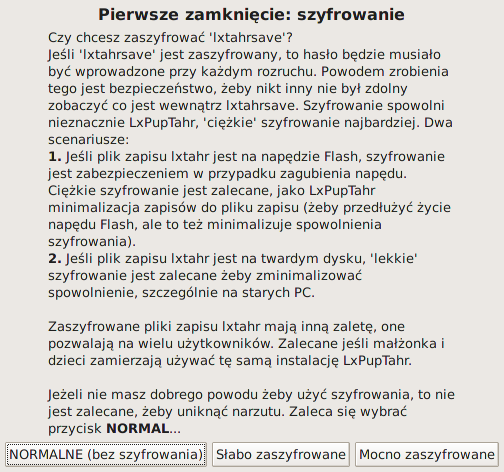 Pierwsze zamknięcie: szyfrowanie
Czy chcesz zaszyfrować 'lxtahrsave'?
Jeśli 'lxtahrsave' jest zaszyfrowany, to hasło będzie musiało
być wprowadzone przy każdym rozruchu. Powodem zrobienia
tego jest bezpieczeństwo, żeby nikt inny nie był zdolny
zobaczyć co jest wewnątrz lxtahrsave. Szyfrowanie spowolni
nieznacznie LxPupTahr, 'ciężkie' szyfrowanie najbardziej. Dwa
scenariusze:
1. Jeśli plik zapisu lxtahr jest na napędzie Flash, szyfrowanie
jest zabezpieczeniem w przypadku zagubienia napędu.
Ciężkie szyfrowanie jest zalecane, jako LxPupTahr
minimalizacja zapisów do pliku zapisu (żeby przedłużyć życie
napędu Flash, ale to też minimalizuje spowolnienia
szyfrowania).
2. Jeśli plik zapisu lxtahr jest na twardym dysku, 'lekkie'
szyfrowanie jest zalecane żeby zminimalizować
spowolnienie, szczególnie na starych PC.
Zaszyfrowane pliki zapisu lxtahr mają inną zaletę, one
pozwalają na wielu użytkowników. Zalecane jeśli małżonka i
dzieci zamierzają używać tę samą instalację LxPupTahr.
Jeżeli nie masz dobrego powodu żeby użyć szyfrowania, to nie
jest zalecane, żeby uniknąć narzutu. Zaleca się wybrać
przycisk NORMAL...
NORMALNE (bez szyfrowania) Słabo zaszyfrowane Mocno zaszyfrowane